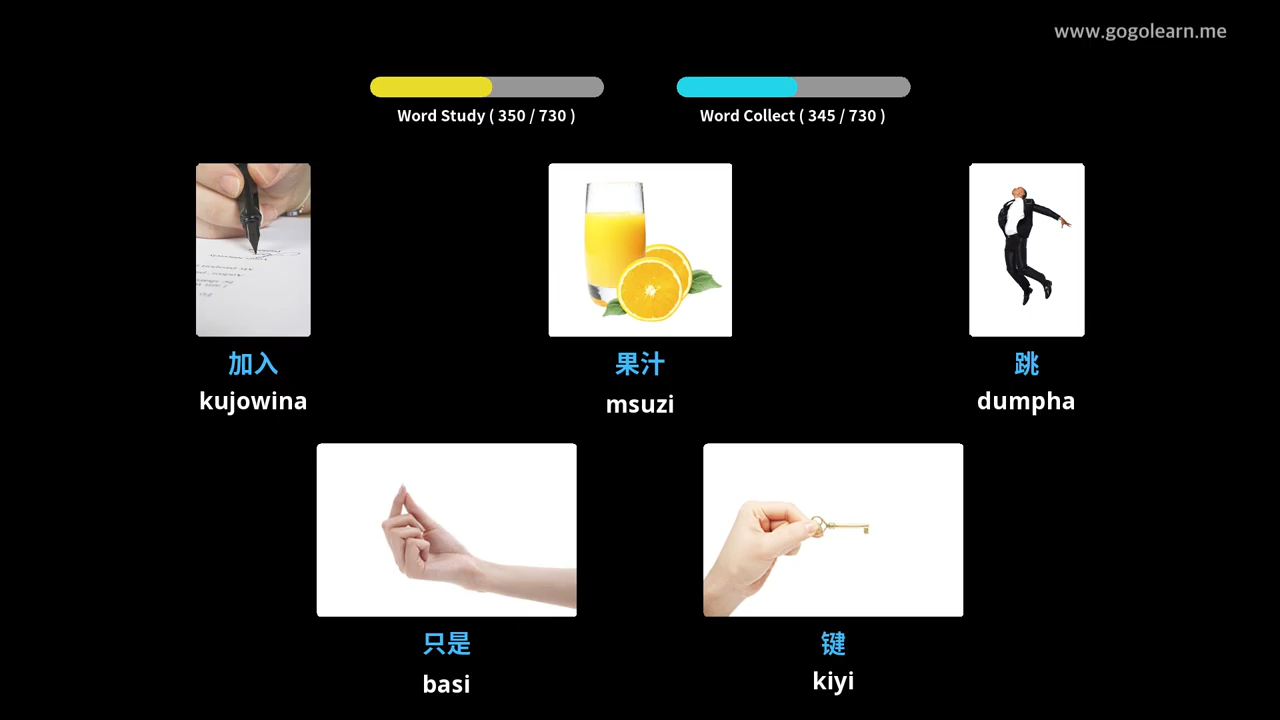 www.gogolearn.me
Word Study ( 350 / 730 )
Word Collect ( 345 / 730 )
加入
kujowina
果汁
msuzi
跳
dumpha
只是
basi
键
kiyi